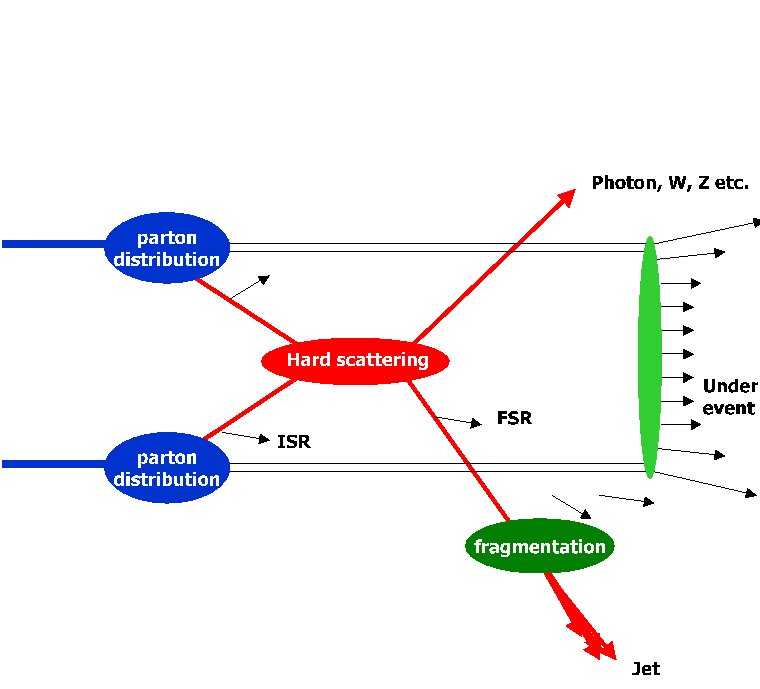 Photon, W, Z etc.
parton
distribution
Hard scattering
Under
event
FSR
ISR
parton
distribution
fragmentation
Jet